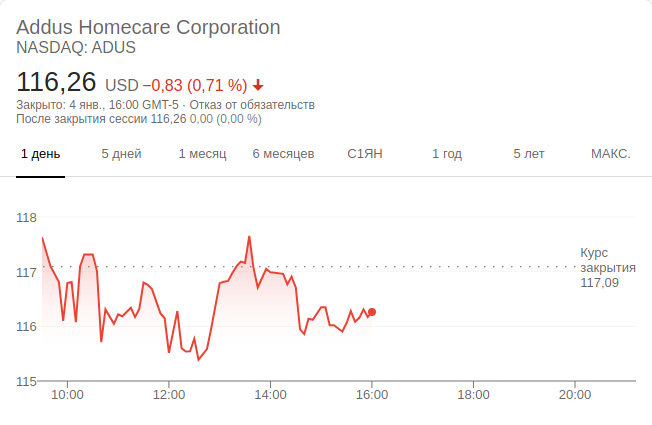 Addus Homecare Corporation
NASDAQ: ADUS
116,26 USD −0,83 (0,71 %)
Закрыто: 4 янв., 16:00 GMT-5 · Отказ от обязательств
После закрытия сессии 116,26 0,00 (0,00 %)
1 день 5 дней 1 месяц 6 месяцев С1ЯН 1 год 5 лет МАКС.
118
Курс
закрытия
117,09
117
116
115
10:00 12:00 14:00 16:00 18:00 20:00